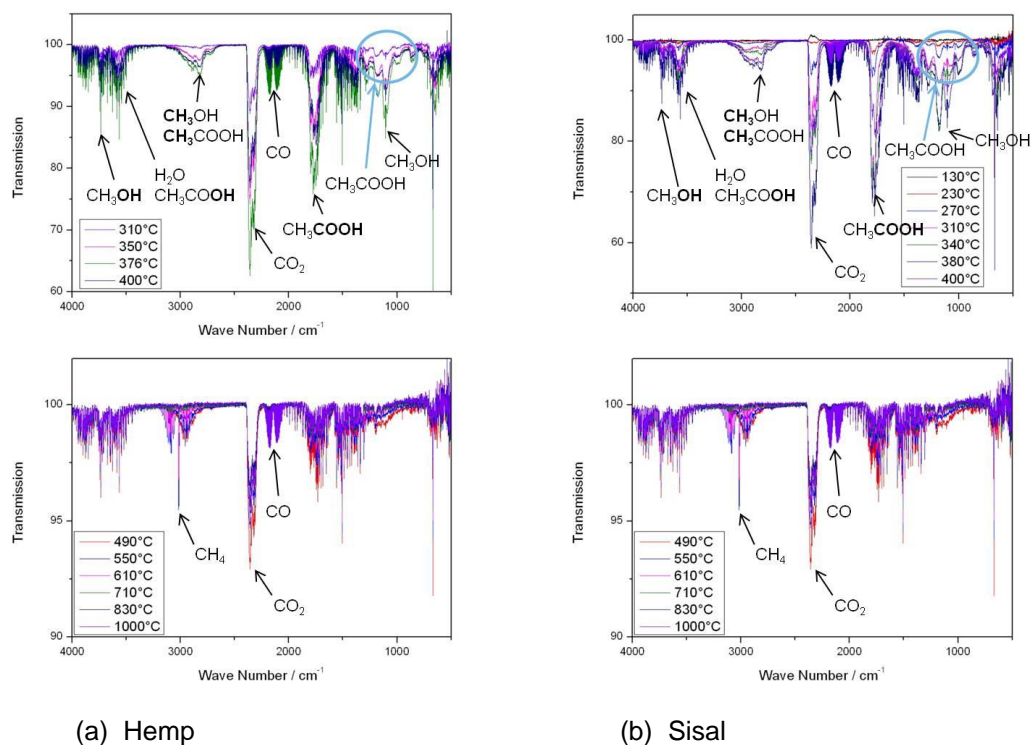 100
90
80
70
60
Transmission
CH₃OH
CH₃COOH
CO
CH₃OH
CH₃COOH
H₂O
CH₃OH
CH₃COOH
CH₃COOH
CO₂
310°C
350°C
376°C
400°C
4000
3000
2000
1000
Wave Number / cm⁻¹
100
80
60
Transmission
CH₃OH
CH₃COOH
CO
CH₃COOH
CH₃OH
H₂O
CH₃OH
CH₃COOH
CH₃COOH
CO₂
130°C
230°C
270°C
310°C
340°C
380°C
400°C
4000
3000
2000
1000
Wave Number / cm⁻¹
100
95
90
Transmission
CO
CH₄
CO₂
490°C
550°C
610°C
710°C
830°C
1000°C
4000
3000
2000
1000
Wave Number / cm⁻¹
100
95
90
Transmission
CO
CH₄
CO₂
490°C
550°C
610°C
710°C
830°C
1000°C
4000
3000
2000
1000
Wave Number / cm⁻¹
(a) Hemp
(b) Sisal